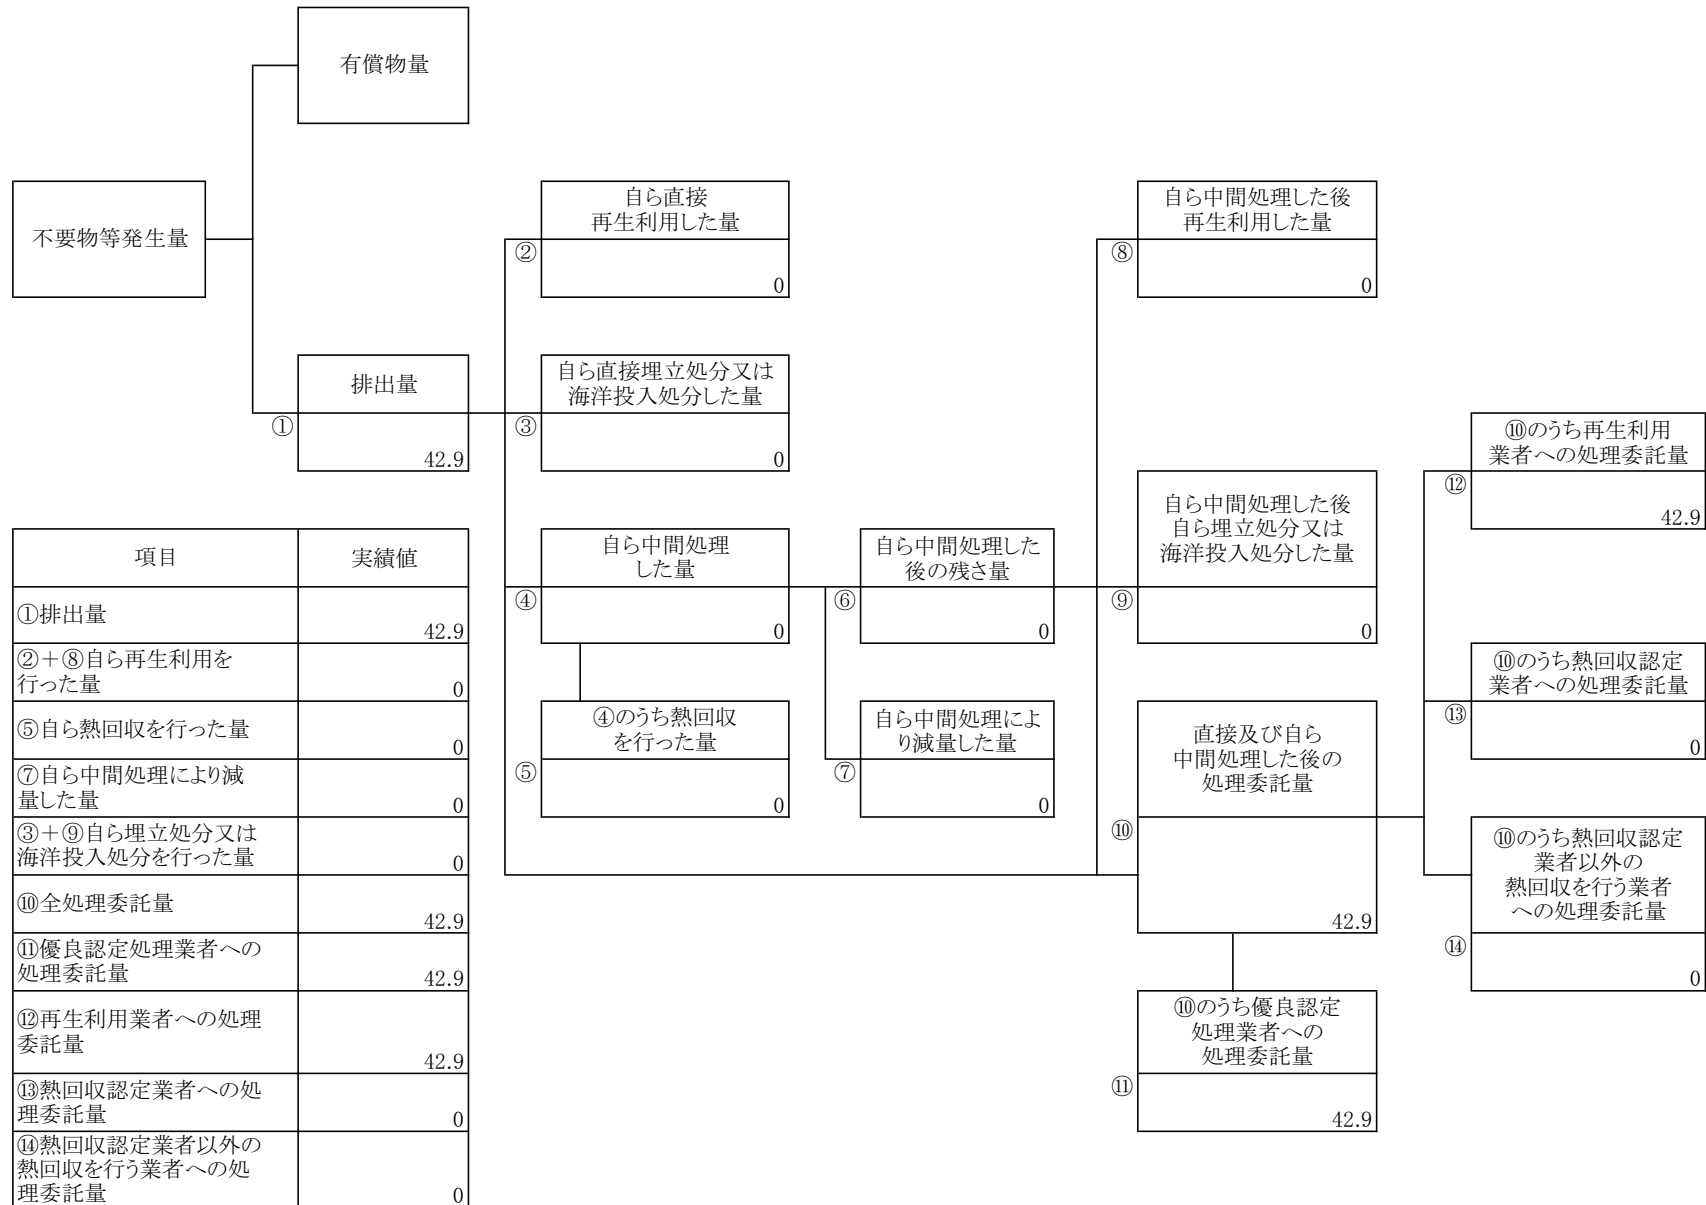 有償物量
不要物等発生量
自ら直接
再生利用した量
②
0
自ら中間処理した後
再生利用した量
⑧
0
排出量
①
42.9
自ら直接埋立処分又は
海洋投入処分した量
③
0
⑩のうち再生利用
業者への処理委託量
⑫
42.9
自ら中間処理
した量
④
0
自ら中間処理した
後の残さ量
⑥
0
自ら中間処理した後
自ら埋立処分又は
海洋投入処分した量
⑨
0
⑩のうち熱回収認定
業者への処理委託量
⑬
0
④のうち熱回収
を行った量
⑤
0
自ら中間処理によ
り減量した量
⑦
0
直接及び自ら
中間処理した後の
処理委託量
⑩
42.9
⑩のうち熱回収認定
業者以外の
熱回収を行う業者
への処理委託量
⑭
0
⑩のうち優良認定
処理業者への
処理委託量
⑪
42.9
項目 実績値
①排出量
42.9
②+⑧自ら再生利用を
行った量 0
⑤自ら熱回収を行った量
0
⑦自ら中間処理により減
量した量 0
③+⑨自ら埋立処分又は
海洋投入処分を行った量 0
⑩全処理委託量
42.9
⑪優良認定処理業者への
処理委託量 42.9
⑫再生利用業者への処理
委託量
42.9
⑬熱回収認定業者への処
理委託量 0
⑭熱回収認定業者以外の
熱回収を行う業者への処
理委託量 0